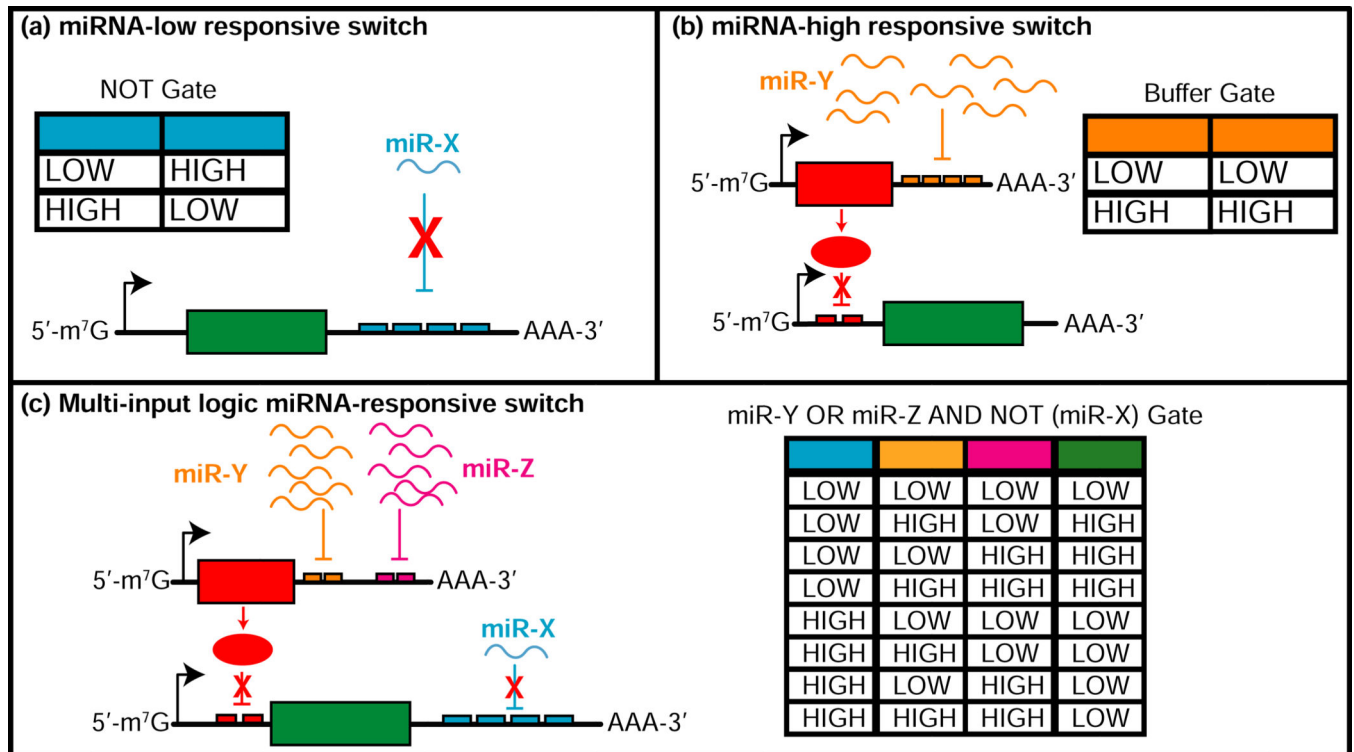 (a) miRNA-low responsive switch
NOT Gate
LOW HIGH
HIGH LOW
miR-X
X
5′-m⁷G AAA-3′
(b) miRNA-high responsive switch
miR-Y
Buffer Gate
LOW LOW
HIGH HIGH
5′-m⁷G AAA-3′
X
5′-m⁷G AAA-3′
(c) Multi-input logic miRNA-responsive switch
miR-Y
miR-Z
5′-m⁷G AAA-3′
miR-X
X X
5′-m⁷G AAA-3′
miR-Y OR miR-Z AND NOT (miR-X) Gate
LOW LOW LOW LOW
LOW HIGH LOW HIGH
LOW LOW HIGH HIGH
LOW HIGH HIGH HIGH
HIGH LOW LOW LOW
HIGH HIGH LOW LOW
HIGH LOW HIGH LOW
HIGH HIGH HIGH LOW